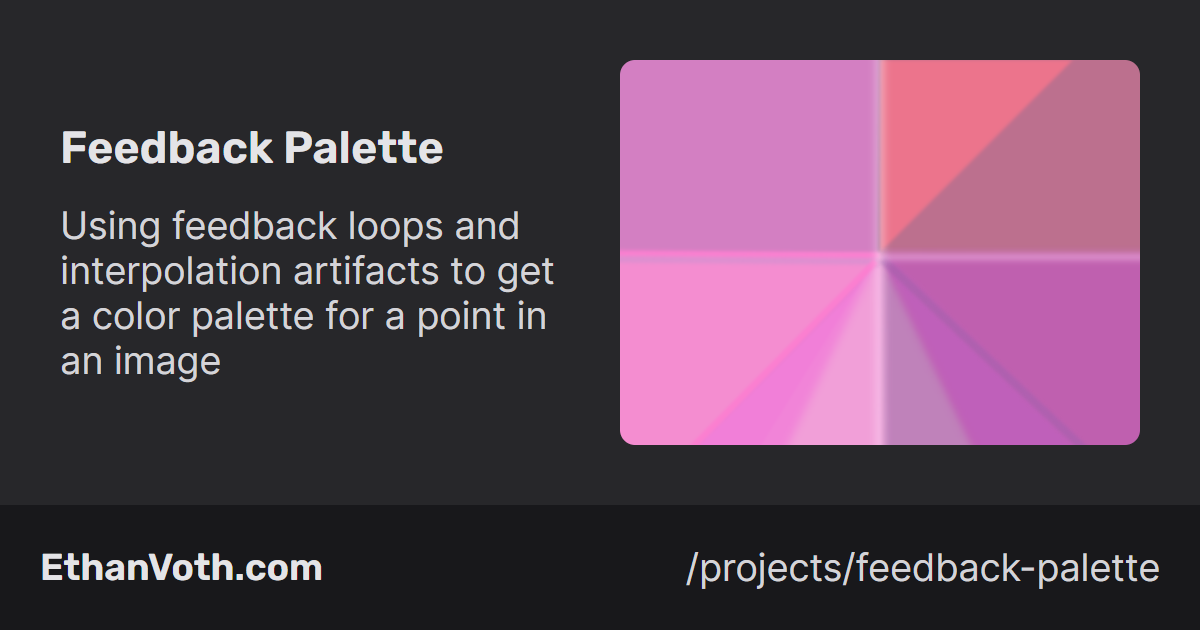 Feedback Palette
Using feedback loops and
interpolation artifacts to get
a color palette for a point in
an image
EthanVoth.com
/projects/feedback-palette